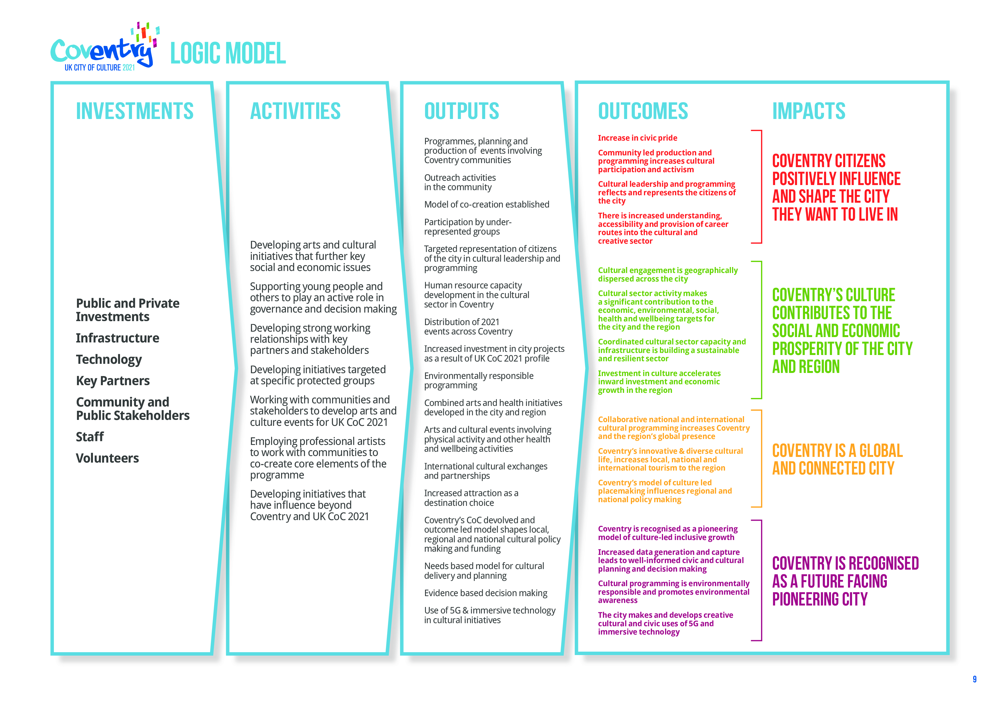 Coventry
UK CITY OF CULTURE 2021
LOGIC MODEL
INVESTMENTS
Public and Private
Investments
Infrastructure
Technology
Key Partners
Community and
Public Stakeholders
Staff
Volunteers
ACTIVITIES
Developing arts and cultural
initiatives that further key
social and economic issues
Supporting young people and
others to play an active role in
governance and decision making
Developing strong working
relationships with key
partners and stakeholders
Developing initiatives targeted
at specific protected groups
Working with communities and
stakeholders to develop arts and
culture events for UK CoC 2021
Employing professional artists
to work with communities to
co-create core elements of the
programme
Developing initiatives that
have influence beyond
Coventry and UK CoC 2021
OUTPUTS
Programmes, planning and
production of  events involving
Coventry communities
Outreach activities
in the community
Model of co-creation established
Participation by under-
represented groups
Targeted representation of citizens
of the city in cultural leadership and
programming
Human resource capacity
development in the cultural
sector in Coventry
Distribution of 2021
events across Coventry
Increased investment in city projects
as a result of UK CoC 2021 profile
Environmentally responsible
programming
Combined arts and health initiatives
developed in the city and region
Arts and cultural events involving
physical activity and other health
and wellbeing activities
International cultural exchanges
and partnerships
Increased attraction as a
destination choice
Coventry’s CoC devolved and
outcome led model shapes local,
regional and national cultural policy
making and funding
Needs based model for cultural
delivery and planning
Evidence based decision making
Use of 5G & immersive technology
in cultural initiatives
OUTCOMES
Increase in civic pride
Community led production and
programming increases cultural
participation and activism
Cultural leadership and programming
reflects and represents the citizens of
the city
There is increased understanding,
accessibility and provision of career
routes into the cultural and
creative sector
Cultural engagement is geographically
dispersed across the city
Cultural sector activity makes
a significant contribution to the
economic, environmental, social,
health and wellbeing targets for
the city and the region
Coordinated cultural sector capacity and
infrastructure is building a sustainable
and resilient sector
Investment in culture accelerates
inward investment and economic
growth in the region
Collaborative national and international
cultural programming increases Coventry
and the region’s global presence
Coventry’s innovative & diverse cultural
life, increases local, national and
international tourism to the region
Coventry’s model of culture led
placemaking influences regional and
national policy making
Coventry is recognised as a pioneering
model of culture-led inclusive growth
Increased data generation and capture
leads to well-informed civic and cultural
planning and decision making
Cultural programming is environmentally
responsible and promotes environmental
awareness
The city makes and develops creative
cultural and civic uses of 5G and
immersive technology
IMPACTS
COVENTRY CITIZENS
POSITIVELY INFLUENCE
AND SHAPE THE CITY
THEY WANT TO LIVE IN
COVENTRY’S CULTURE
CONTRIBUTES TO THE
SOCIAL AND ECONOMIC
PROSPERITY OF THE CITY
AND REGION
COVENTRY IS A GLOBAL
AND CONNECTED CITY
COVENTRY IS RECOGNISED
AS A FUTURE FACING
PIONEERING CITY
9